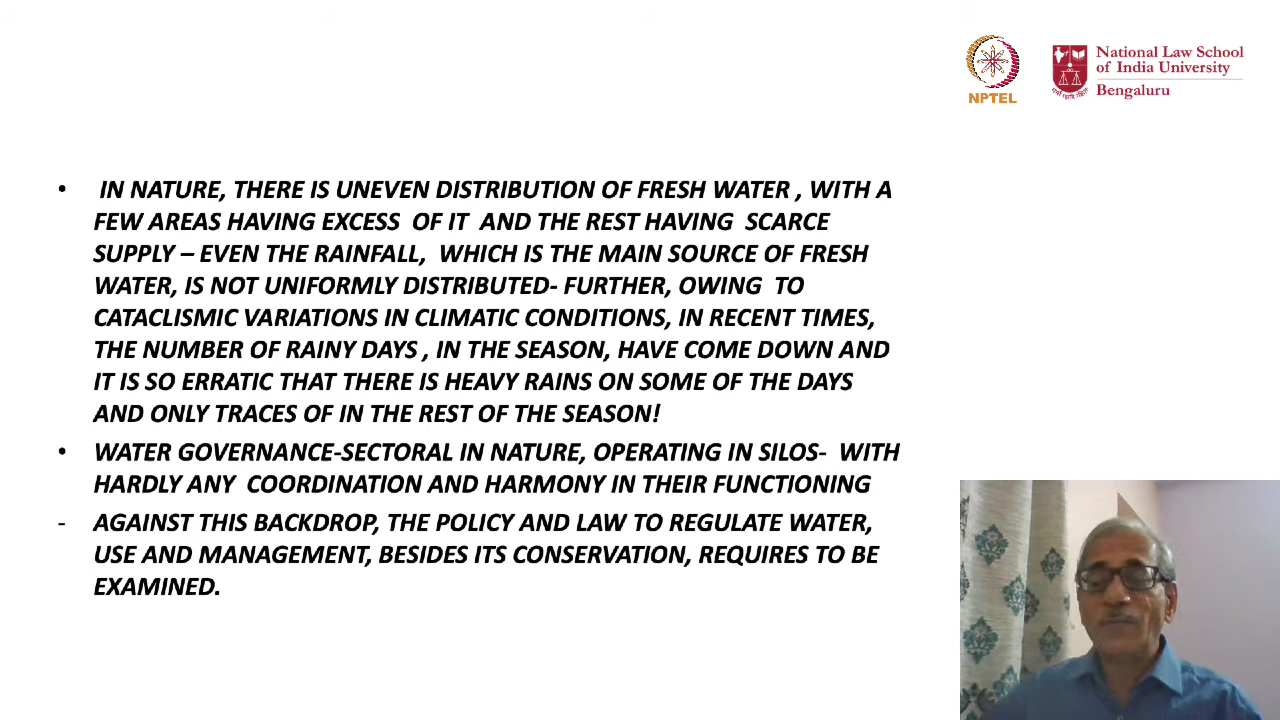 NPTEL
National Law School
of India University
Bengaluru
• IN NATURE, THERE IS UNEVEN DISTRIBUTION OF FRESH WATER , WITH A
FEW AREAS HAVING EXCESS OF IT AND THE REST HAVING SCARCE
SUPPLY – EVEN THE RAINFALL, WHICH IS THE MAIN SOURCE OF FRESH
WATER, IS NOT UNIFORMLY DISTRIBUTED- FURTHER, OWING TO
CATACLISMIC VARIATIONS IN CLIMATIC CONDITIONS, IN RECENT TIMES,
THE NUMBER OF RAINY DAYS , IN THE SEASON, HAVE COME DOWN AND
IT IS SO ERRATIC THAT THERE IS HEAVY RAINS ON SOME OF THE DAYS
AND ONLY TRACES OF IN THE REST OF THE SEASON!
• WATER GOVERNANCE-SECTORAL IN NATURE, OPERATING IN SILOS- WITH
HARDLY ANY COORDINATION AND HARMONY IN THEIR FUNCTIONING
- AGAINST THIS BACKDROP, THE POLICY AND LAW TO REGULATE WATER,
USE AND MANAGEMENT, BESIDES ITS CONSERVATION, REQUIRES TO BE
EXAMINED.